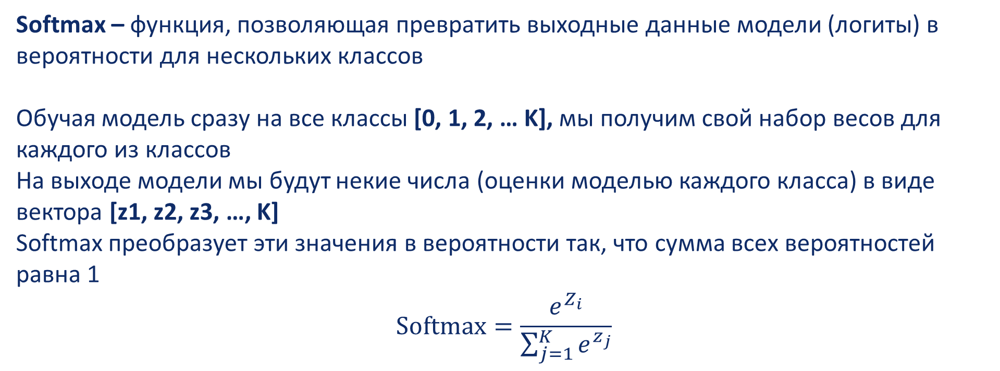 Softmax – функция, позволяющая превратить выходные данные модели (логиты) в
вероятности для нескольких классов
Обучая модель сразу на все классы [0, 1, 2, … K], мы получим свой набор весов для
каждого из классов
На выходе модели мы будут некие числа (оценки моделью каждого класса) в виде
вектора [z1, z2, z3, …, K]
Softmax преобразует эти значения в вероятности так, что сумма всех вероятностей
равна 1
Softmax = \frac{e^{Z_i}}{\sum_{j=1}^{K} e^{z_j}}